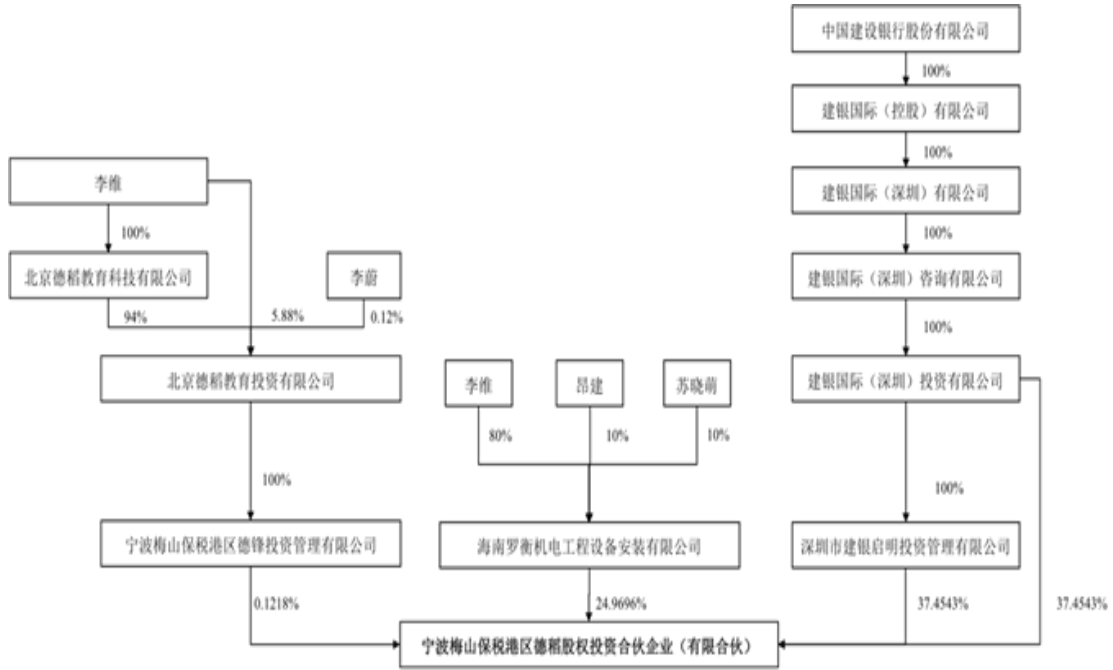 中国建设银行股份有限公司
100%
建银国际（控股）有限公司
100%
李维
建银国际（深圳）有限公司
100%
100%
北京德稻教育科技有限公司
李蔚
建银国际（深圳）咨询有限公司
94%
5.88%
0.12%
100%
北京德稻教育投资有限公司
李维
昂建
苏晓萌
建银国际（深圳）投资有限公司
80%
10%
10%
100%
100%
宁波梅山保税港区德锋投资管理有限公司
海南罗衡机电工程设备安装有限公司
深圳市建银启明投资管理有限公司
0.1218%
24.9696%
37.4543%
37.4543%
宁波梅山保税港区德稻股权投资合伙企业（有限合伙）